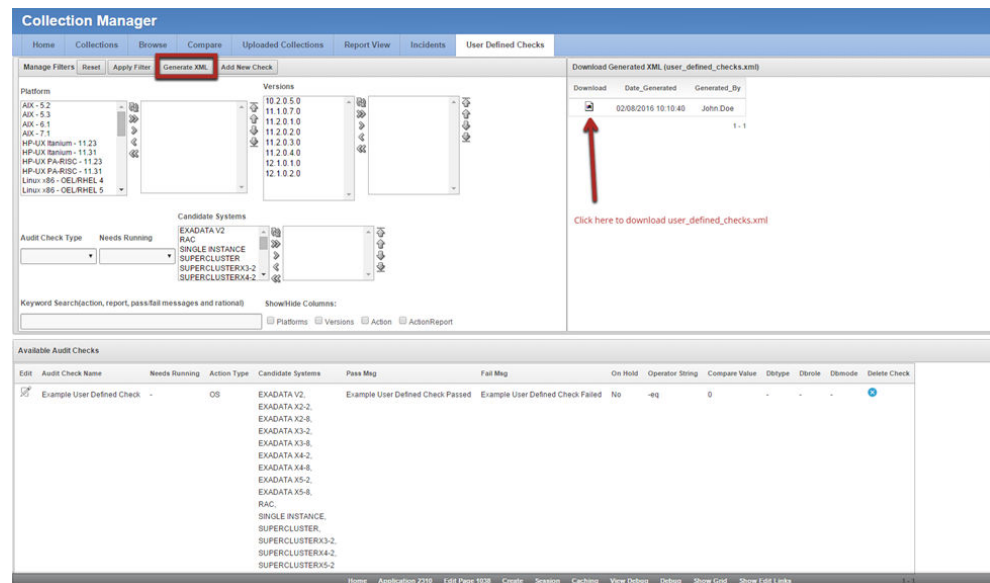 Collection Manager
Home Collections Browse Compare Uploaded Collections Report View Incidents User Defined Checks
Manage Filters Reset Apply Filter Generate XML Add New Check
Platform
AIX - 5.2
AIX - 5.3
AIX - 6.1
AIX - 7.1
HP-UX Itanium - 11.23
HP-UX Itanium - 11.31
HP-UX PA-RISC - 11.23
HP-UX PA-RISC - 11.31
Linux x86 - OEL/RHEL 4
Linux x86 - OEL/RHEL 5
Versions
10.2.0.5.0
11.1.0.7.0
11.2.0.1.0
11.2.0.2.0
11.2.0.3.0
11.2.0.4.0
12.1.0.1.0
12.1.0.2.0
Audit Check Type Needs Running
Candidate Systems
EXADATA V2
RAC
SINGLE INSTANCE
SUPERCLUSTER
SUPERCLUSTERX3-2
SUPERCLUSTERX4-2
Keyword Search(action, report, pass/fail messages and rational)
Show/Hide Columns:
Platforms Versions Action ActionReport
Download Generated XML (user_defined_checks.xml)
Download Date_Generated Generated_By
02/08/2016 10:10:40 John.Doe
1 - 1
Click here to download user_defined_checks.xml
Available Audit Checks
Edit Audit Check Name Needs Running Action Type Candidate Systems Pass Msg Fail Msg On Hold Operator String Compare Value Dbtype Dbrole Dbmode Delete Check
Example User Defined Check - OS EXADATA V2, Example User Defined Check Passed Example User Defined Check Failed No -eq 0 - - -
EXADATA X2-2,
EXADATA X2-8,
EXADATA X3-2,
EXADATA X3-8,
EXADATA X4-2,
EXADATA X4-8,
EXADATA X5-2,
EXADATA X5-8,
RAC,
SINGLE INSTANCE,
SUPERCLUSTER,
SUPERCLUSTERX3-2,
SUPERCLUSTERX4-2,
SUPERCLUSTERX5-2
Home Application 2310 Edit Page 1038 Create Session Caching View Debug Debug Show Grid Show Edit Links 1 - 1